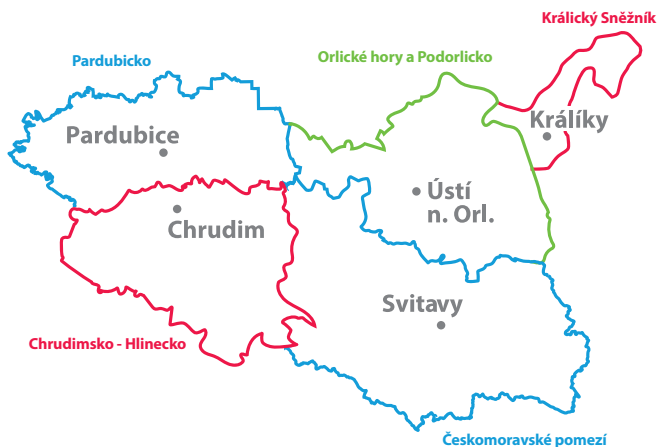 Králický Sněžník
Pardubicko
Orlické hory a Podorlicko
Králíky
Pardubice
Ústí
n. Orl.
Chrudim
Svitavy
Chrudimsko - Hlinecko
Českomoravské pomezí